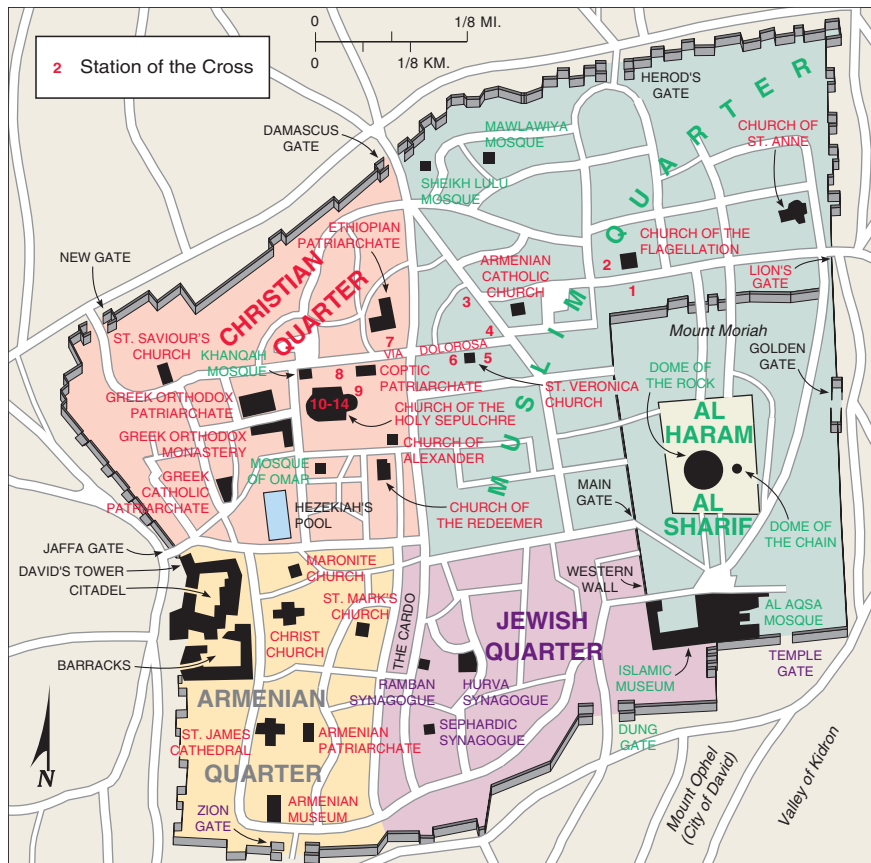 0
1/8 MI.
0
1/8 KM.
2 Station of the Cross
HEROD'S
GATE
DAMASCUS
GATE
MAWLAWIYA
MOSQUE
CHURCH OF
ST. ANNE
SHEIKH LULU
MOSQUE
MUSLIM QUARTER
ETHIOPIAN
PATRIARCHATE
NEW GATE
CHRISTIAN
QUARTER
ARMENIAN
CATHOLIC
CHURCH
CHURCH OF THE
FLAGELLATION
2
1
3
4
LION'S
GATE
Mount Moriah
ST. SAVIOUR'S
CHURCH
KHANQAH
MOSQUE
7
VIA DOLOROSA
6
5
8
9
10-14
COPTIC
PATRIARCHATE
ST. VERONICA
CHURCH
GOLDEN
GATE
DOME OF
THE ROCK
GREEK ORTHODOX
PATRIARCHATE
CHURCH OF THE
HOLY SEPULCHRE
AL
HARAM
AL
SHARIF
GREEK ORTHODOX
MONASTERY
CHURCH OF
ALEXANDER
MOSQUE
OF OMAR
GREEK
CATHOLIC
PATRIARCHATE
MAIN
GATE
HEZEKIAH'S
POOL
CHURCH OF
THE REDEEMER
DOME OF
THE CHAIN
JAFFA GATE
DAVID'S TOWER
CITADEL
MARONITE
CHURCH
WESTERN
WALL
ST. MARK'S
CHURCH
THE CARDO
JEWISH
QUARTER
AL AQSA
MOSQUE
CHRIST
CHURCH
BARRACKS
TEMPLE
GATE
RAMBAN
SYNAGOGUE
HURVA
SYNAGOGUE
ISLAMIC
MUSEUM
ARMENIAN
QUARTER
SEPHARDIC
SYNAGOGUE
ST. JAMES
CATHEDRAL
ARMENIAN
PATRIARCHATE
DUNG
GATE
N
ZION
GATE
ARMENIAN
MUSEUM
Mount Ophel
(City of David)
Valley of Kidron